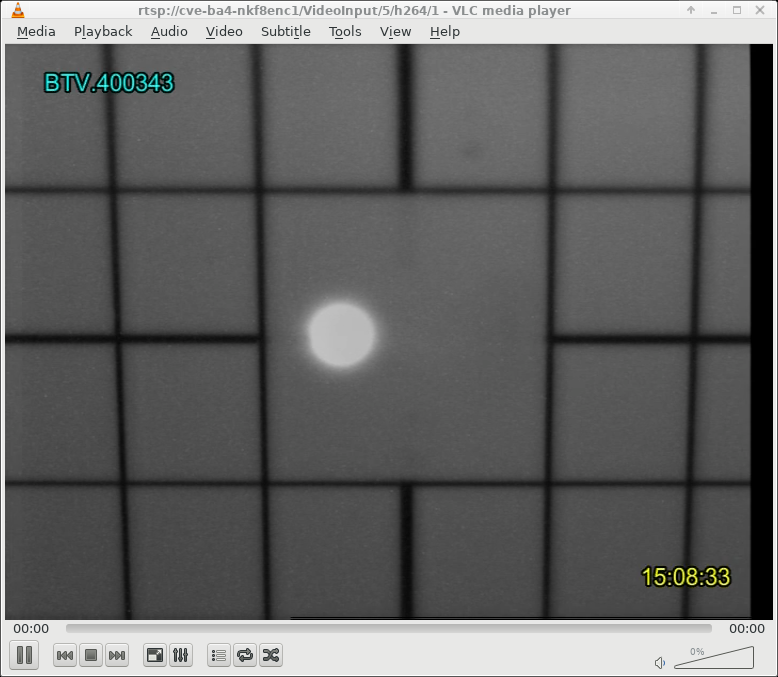 rtsp://cve-ba4-nkf8enc1/VideoInput/5/h264/1 - VLC media player
Media Playback Audio Video Subtitle Tools View Help
BTV.400343
15:08:33
00:00 00:00
0%